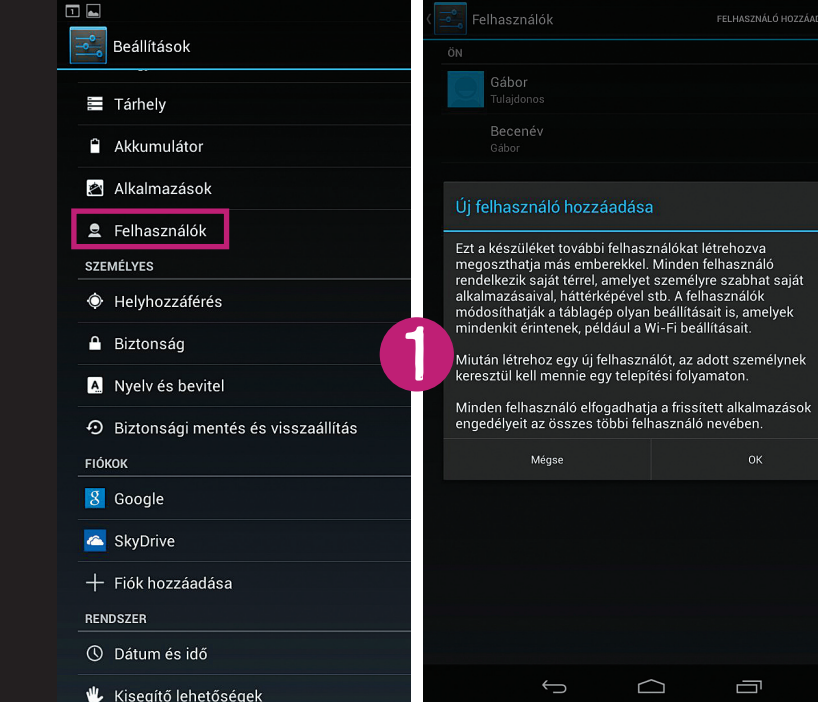 1
Beállítások
Tárhely
Akkumulátor
Alkalmazások
Felhasználók
SZEMÉLYES
Helyhozzáférés
Biztonság
A Nyelv és bevitel
Biztonsági mentés és visszaállítás
FIÓKOK
8 Google
SkyDrive
Fiók hozzáadása
RENDSZER
Dátum és idő
Kisegítő lehetőségek
1
Felhasználók
FELHASZNÁLÓ
ÖN
Gábor
Tulajdonos
Becenév
Gábor
Új felhasználó hozzáadása
Ezt a készüléket további felhasználókat létrehozva
megoszthatja más emberekkel. Minden felhasználó
rendelkezik saját térrel, amelyet személyre szabhat saját
alkalmazásaival, háttérképével stb. A felhasználók
módosíthatják a táblagép olyan beállításait is, amelyek
mindenkit érintenek, például a Wi-Fi beállításait.
Miután létrehoz egy új felhasználót, az adott személynek
keresztül kell mennie egy telepítési folyamaton.
Minden felhasználó elfogadhatja a frissített alkalmazások
engedélyeit az összes többi felhasználó nevében.
Mégse
OK